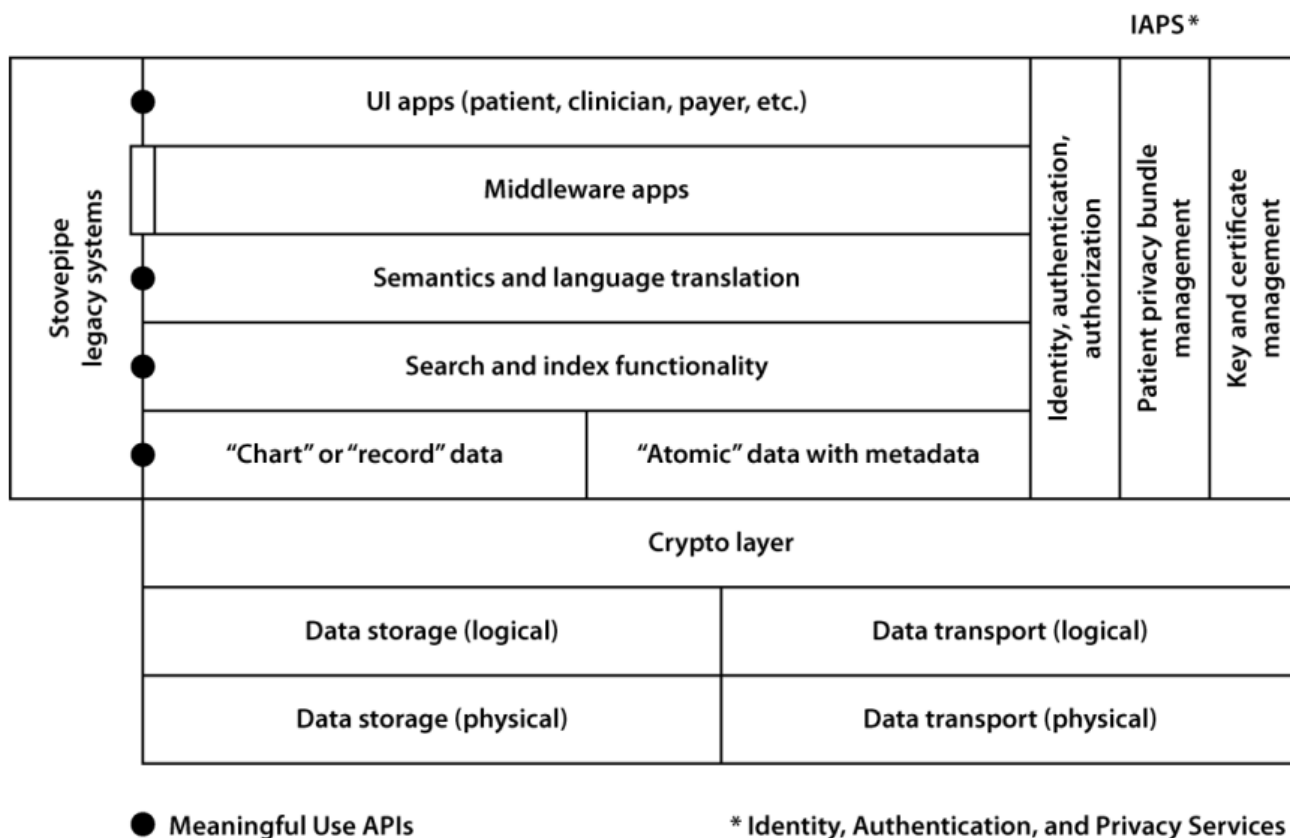 IAPS*
Stovepipe
legacy systems
UI apps (patient, clinician, payer, etc.)
Middleware apps
Semantics and language translation
Search and index functionality
“Chart” or “record” data
“Atomic” data with metadata
Identity, authentication,
authorization
Patient privacy bundle
management
Key and certificate
management
Crypto layer
Data storage (logical)
Data transport (logical)
Data storage (physical)
Data transport (physical)
Meaningful Use APIs
* Identity, Authentication, and Privacy Services